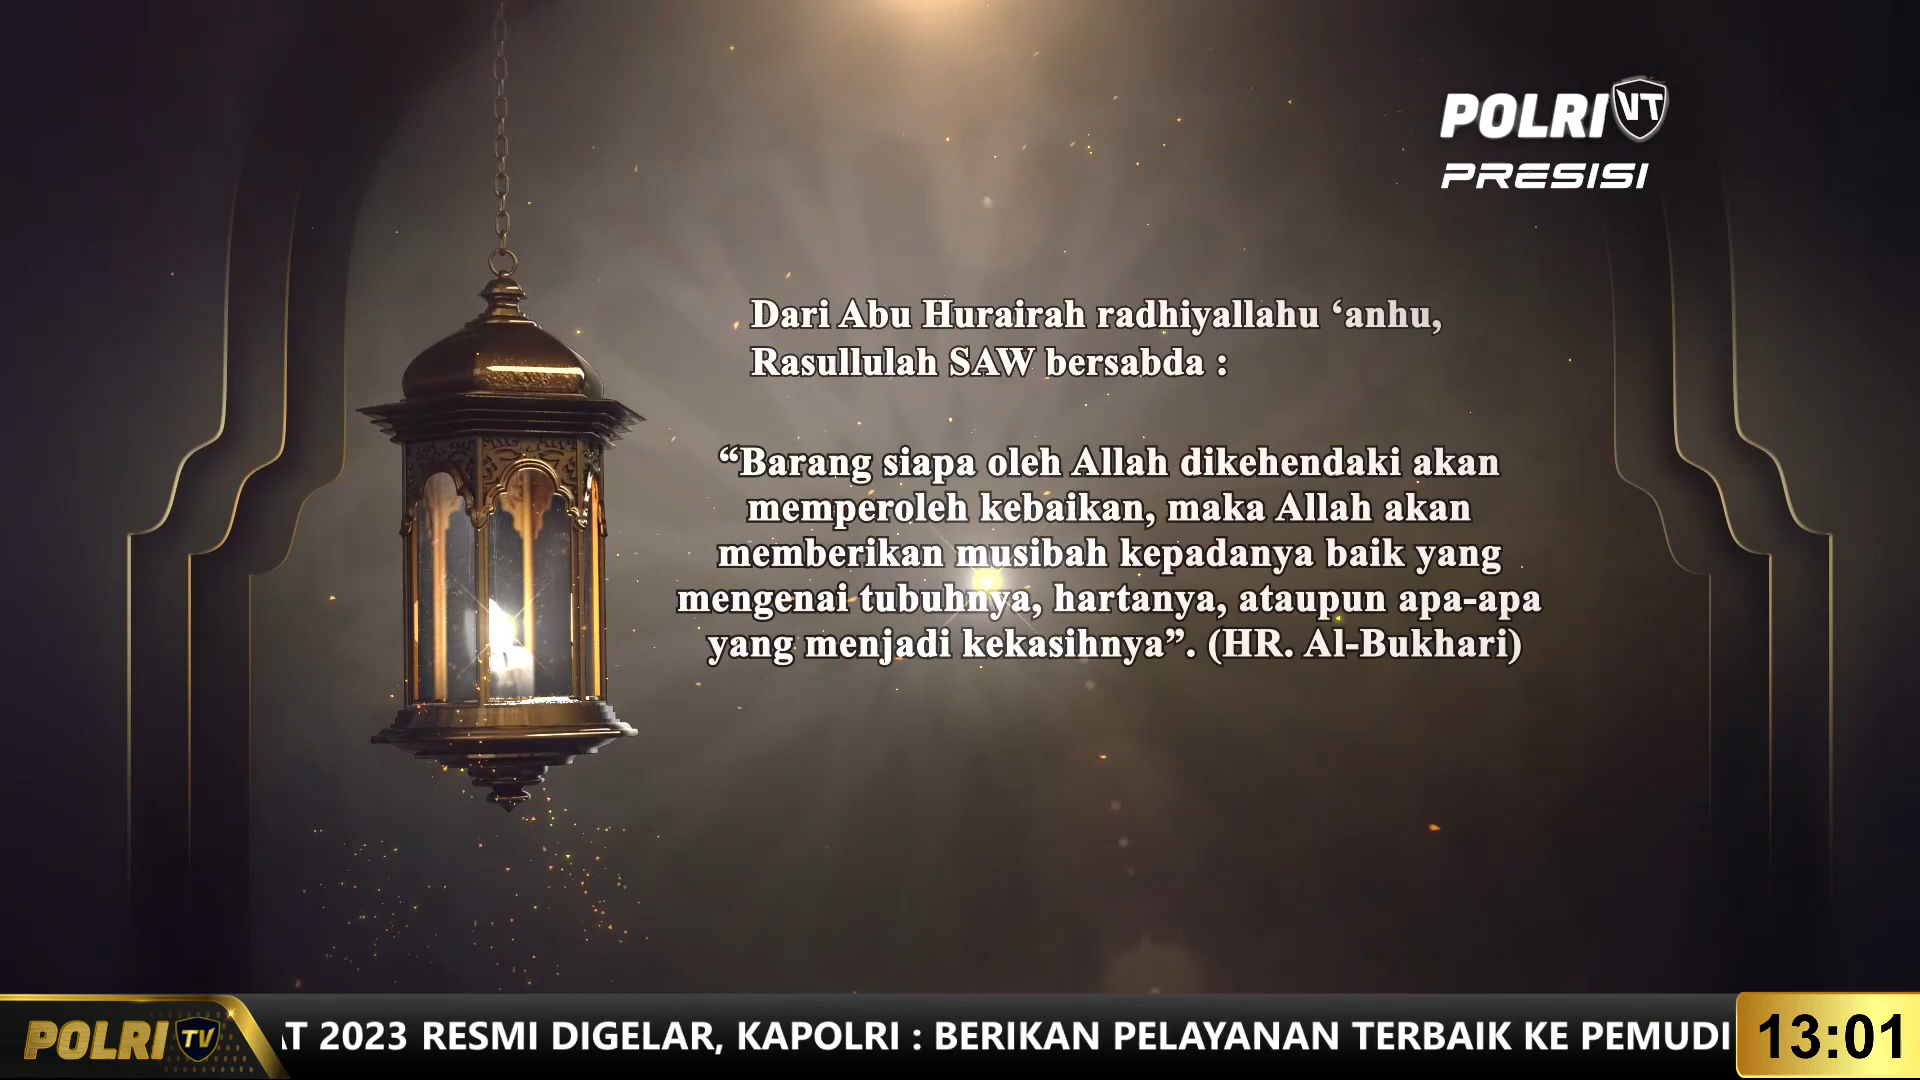 POLRI TV
PRESISI
Dari Abu Hurairah radhiyallahu ‘anhu,
Rasullulah SAW bersabda :
“Barang siapa oleh Allah dikehendaki akan
memperoleh kebaikan, maka Allah akan
memberikan musibah kepadanya baik yang
mengenai tubuhnya, hartanya, ataupun apa-apa
yang menjadi kekasihnya”. (HR. Al-Bukhari)
POLRI TV
AT 2023 RESMI DIGELAR, KAPOLRI : BERIKAN PELAYANAN TERBAIK KE PEMUDI
13:01